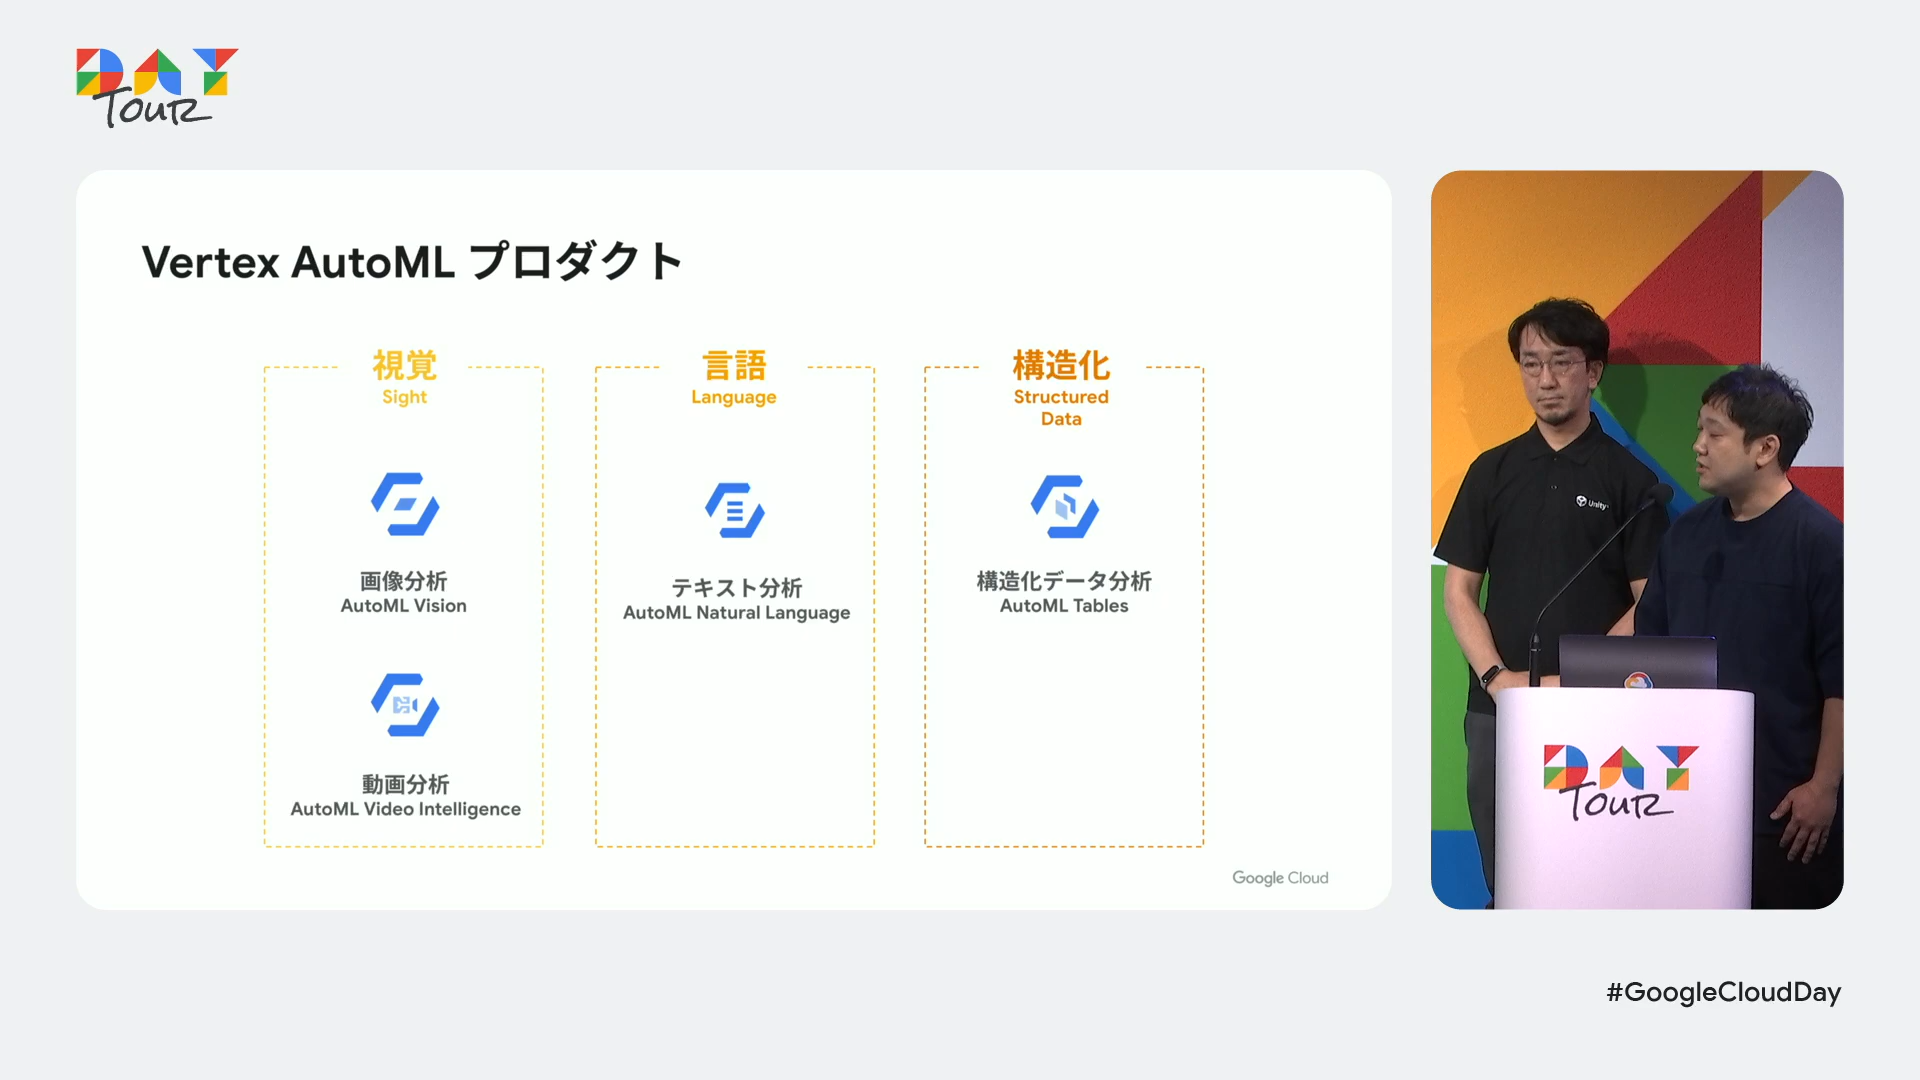 DAY
Tour
Vertex AutoML プロダクト
視覚
Sight
画像分析
AutoML Vision
動画分析
AutoML Video Intelligence
言語
Language
テキスト分析
AutoML Natural Language
構造化
Structured
Data
構造化データ分析
AutoML Tables
Google Cloud
Unity
DAY
Tour
#GoogleCloudDay